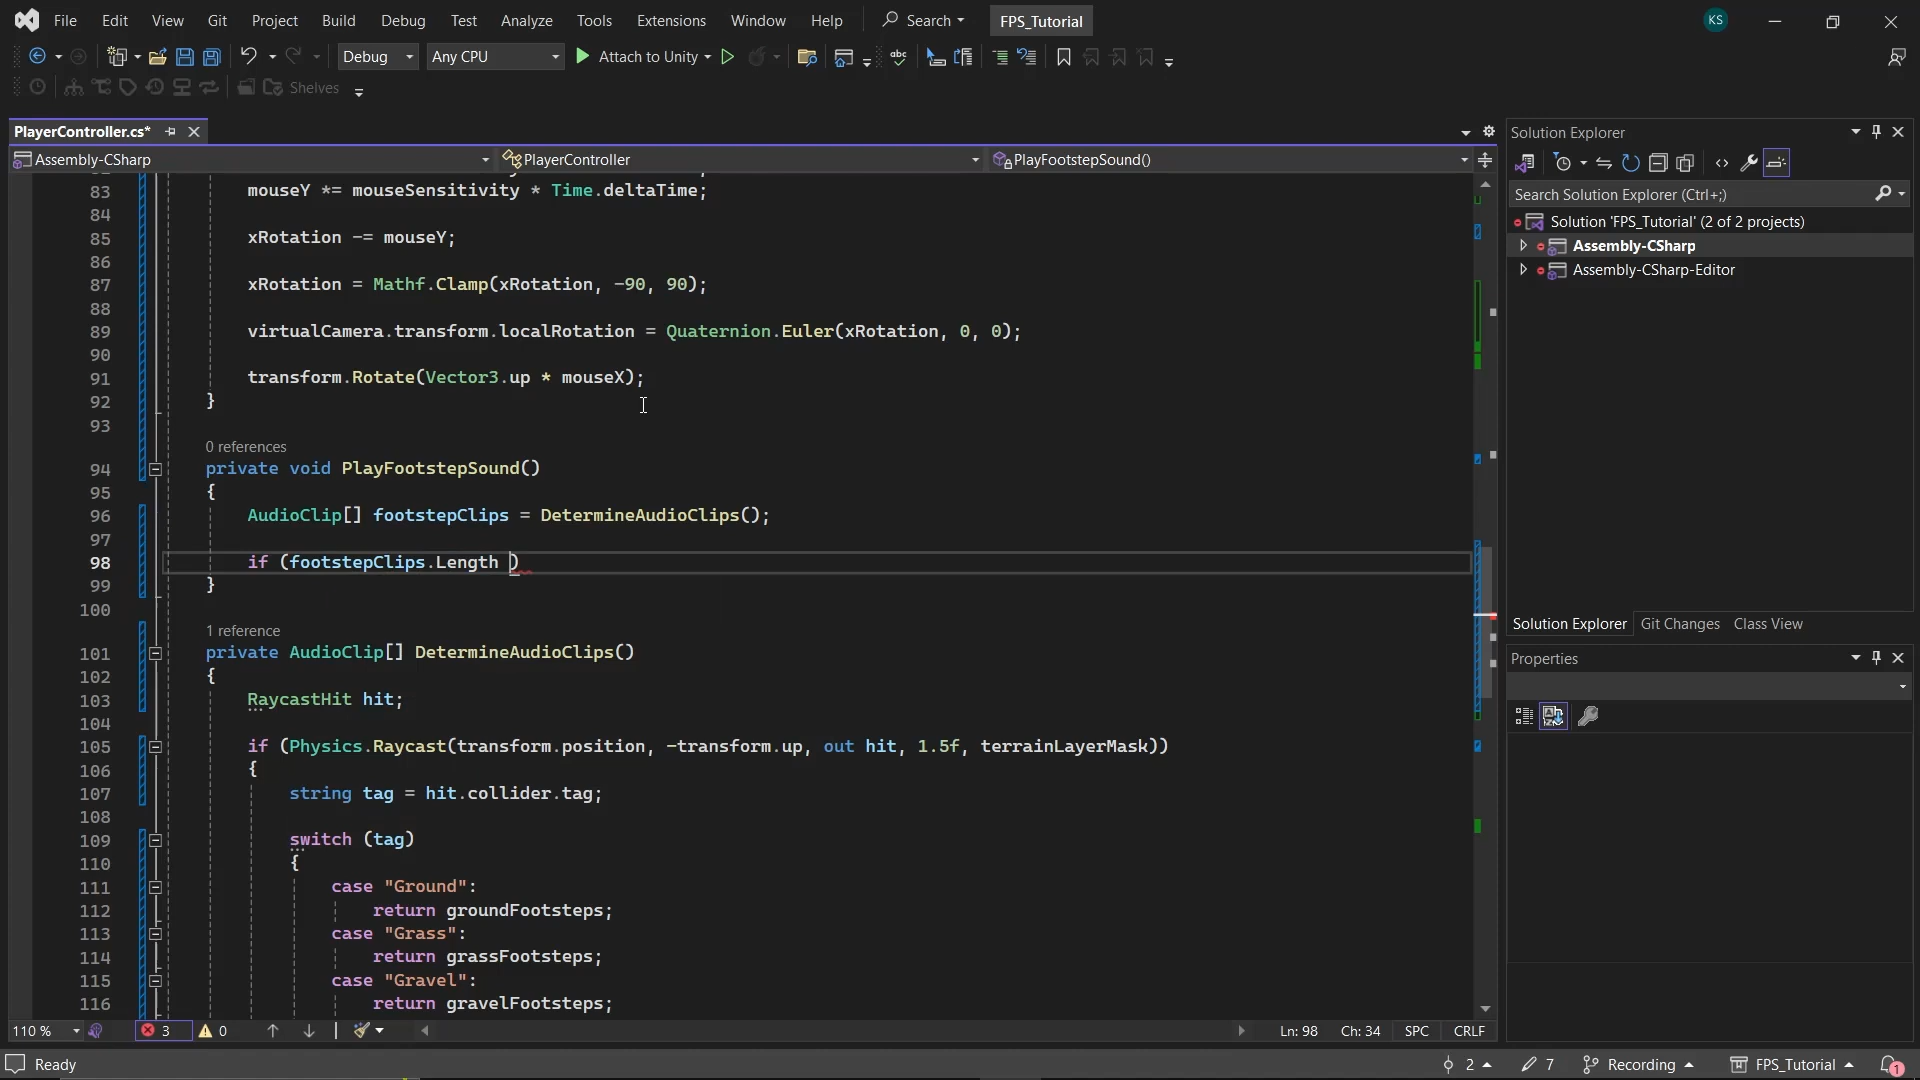 File Edit View Git Project Build Debug Test Analyze Tools Extensions Window Help Search FPS_Tutorial KS
Debug Any CPU Attach to Unity
Shelves
PlayerController.cs*
Assembly-CSharp PlayerController PlayFootstepSound()
83 mouseY *= mouseSensitivity * Time.deltaTime;
84
85 xRotation -= mouseY;
86
87 xRotation = Mathf.Clamp(xRotation, -90, 90);
88
89 virtualCamera.transform.localRotation = Quaternion.Euler(xRotation, 0, 0);
90
91 transform.Rotate(Vector3.up * mouseX);
92 }
93
0 references
94 private void PlayFootstepSound()
95 {
96 AudioClip[] footstepClips = DetermineAudioClips();
97
98 if (footstepClips.Length )
99 }
100
1 reference
101 private AudioClip[] DetermineAudioClips()
102 {
103 RaycastHit hit;
104
105 if (Physics.Raycast(transform.position, -transform.up, out hit, 1.5f, terrainLayerMask))
106 {
107 string tag = hit.collider.tag;
108
109 switch (tag)
110 {
111 case "Ground":
112 return groundFootsteps;
113 case "Grass":
114 return grassFootsteps;
115 case "Gravel":
116 return gravelFootsteps;
110 % 3 0 Ln: 98 Ch: 34 SPC CRLF
Solution Explorer
Search Solution Explorer (Ctrl+;)
Solution 'FPS_Tutorial' (2 of 2 projects)
Assembly-CSharp
Assembly-CSharp-Editor
Solution Explorer Git Changes Class View
Properties
Ready 2 7 Recording FPS_Tutorial 1